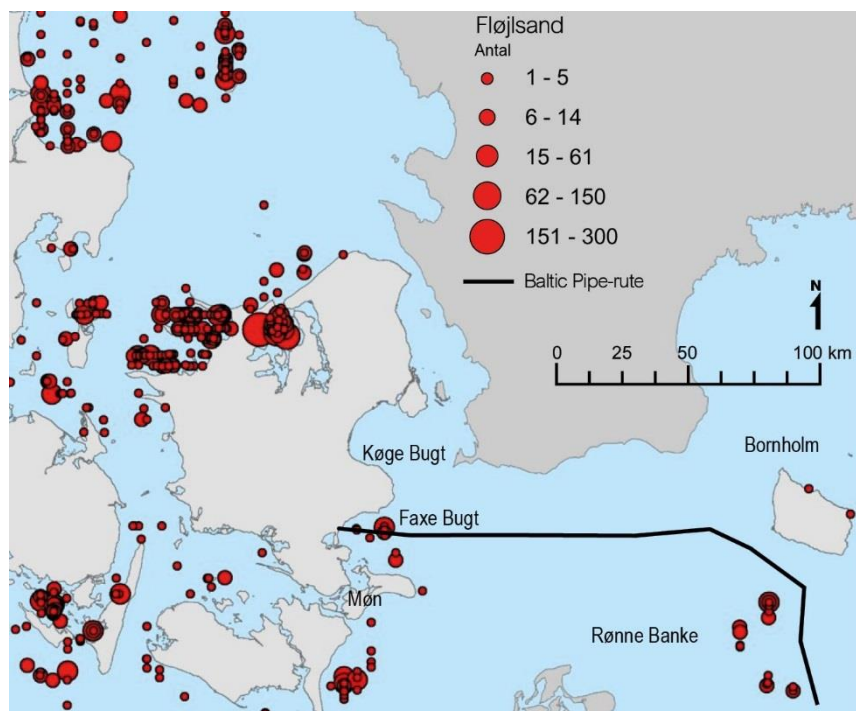 Fløjlsand
Antal
1 - 5
6 - 14
15 - 61
62 - 150
151 - 300
Baltic Pipe-rute
N
0 25 50 100 km
Køge Bugt
Bornholm
Faxe Bugt
Møn
Rønne Banke